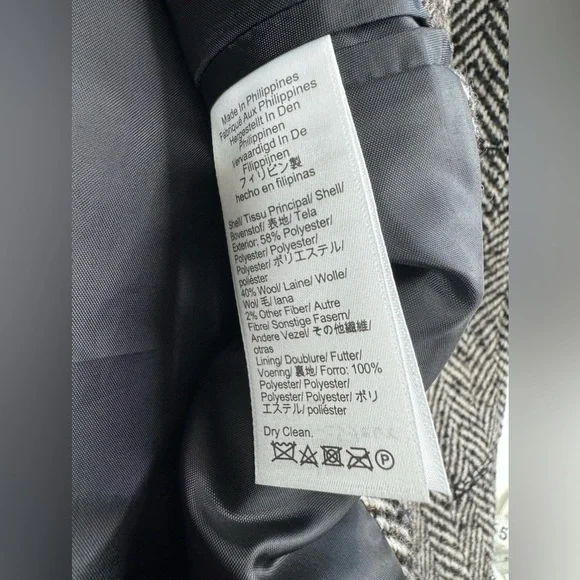 Made In Philippines
Fabriqué Aux Philippines
Hergestellt In Den
Philippinen
Vervaardigd In De
Filippijnen
フィリピン製
hecho en filipinas
Shell/ Tissu Principal/ Shell/
Bovenstof/ 表地/ Tela
Exterior: 58% Polyester/
Polyester/ Polyester/
Polyester/ ポリエステル/
poliéster
40% Wool/ Laine/ Wolle/
Wol/ 毛/ lana
2% Other Fiber/ Autre
Fibre/ Sonstige Fasern/
Andere Vezel/ その他繊維/
otras
Lining/ Doublure/ Futter/
Voering/ 裏地/ Forro: 100%
Polyester/ Polyester/
Polyester/ Polyester/ ポリ
エステル/ poliéster
Dry Clean.
P